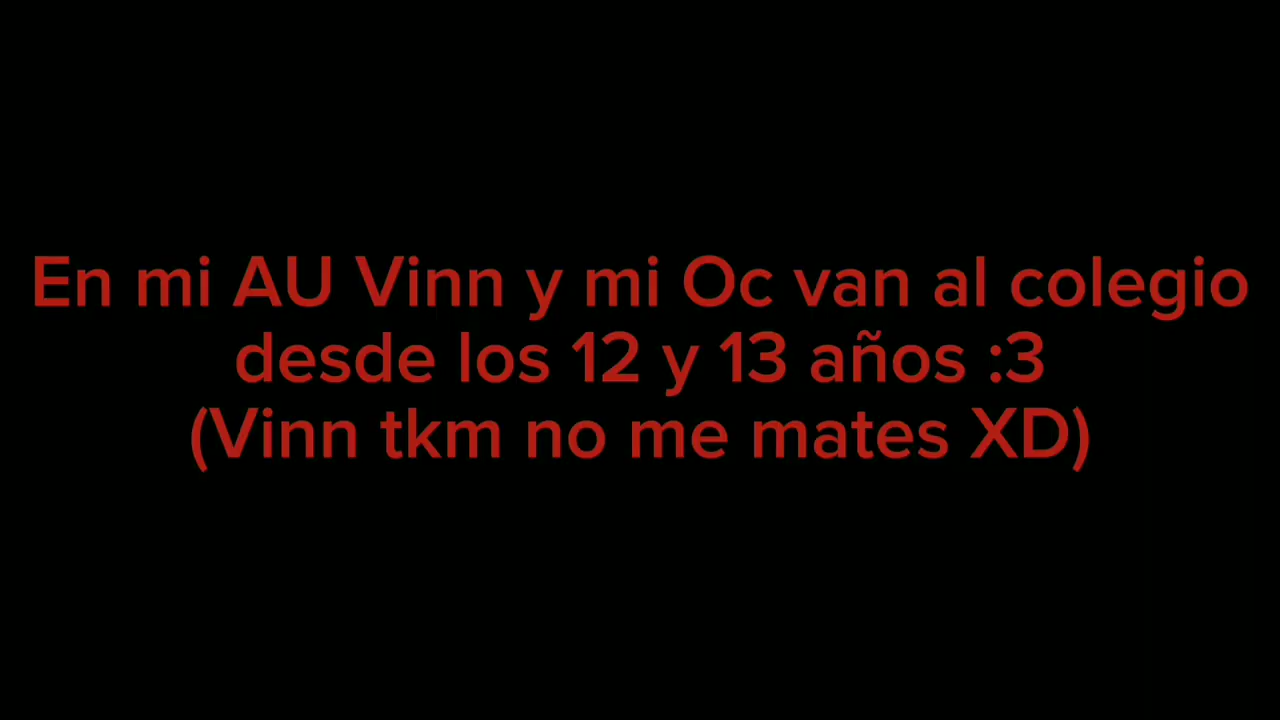 En mi AU Vinn y mi Oc van al colegio
desde los 12 y 13 años :3
(Vinn tkm no me mates XD)